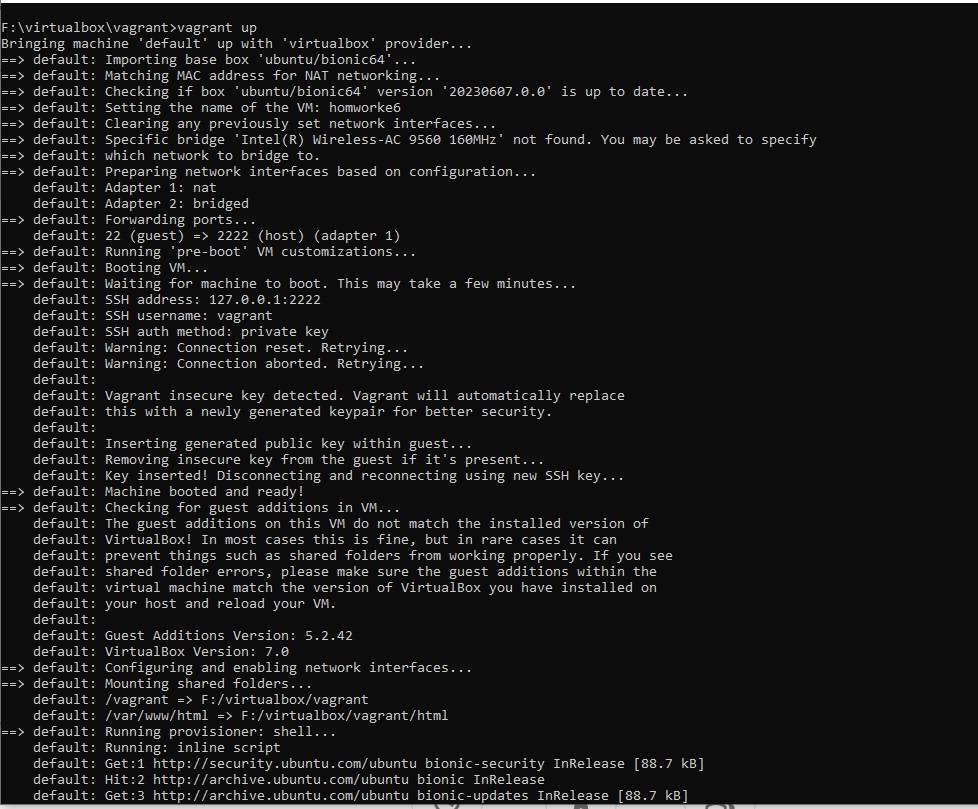 F:\virtualbox\vagrant>vagrant up
Bringing machine 'default' up with 'virtualbox' provider...
==> default: Importing base box 'ubuntu/bionic64'...
==> default: Matching MAC address for NAT networking...
==> default: Checking if box 'ubuntu/bionic64' version '20230607.0.0' is up to date...
==> default: Setting the name of the VM: homworke6
==> default: Clearing any previously set network interfaces...
==> default: Specific bridge 'Intel(R) Wireless-AC 9560 160MHz' not found. You may be asked to specify
==> default: which network to bridge to.
==> default: Preparing network interfaces based on configuration...
    default: Adapter 1: nat
    default: Adapter 2: bridged
==> default: Forwarding ports...
    default: 22 (guest) => 2222 (host) (adapter 1)
==> default: Running 'pre-boot' VM customizations...
==> default: Booting VM...
==> default: Waiting for machine to boot. This may take a few minutes...
    default: SSH address: 127.0.0.1:2222
    default: SSH username: vagrant
    default: SSH auth method: private key
    default: Warning: Connection reset. Retrying...
    default: Warning: Connection aborted. Retrying...
    default:
    default: Vagrant insecure key detected. Vagrant will automatically replace
    default: this with a newly generated keypair for better security.
    default:
    default: Inserting generated public key within guest...
    default: Removing insecure key from the guest if it's present...
    default: Key inserted! Disconnecting and reconnecting using new SSH key...
==> default: Machine booted and ready!
==> default: Checking for guest additions in VM...
    default: The guest additions on this VM do not match the installed version of
    default: VirtualBox! In most cases this is fine, but in rare cases it can
    default: prevent things such as shared folders from working properly. If you see
    default: shared folder errors, please make sure the guest additions within the
    default: virtual machine match the version of VirtualBox you have installed on
    default: your host and reload your VM.
    default:
    default: Guest Additions Version: 5.2.42
    default: VirtualBox Version: 7.0
==> default: Configuring and enabling network interfaces...
==> default: Mounting shared folders...
    default: /vagrant => F:/virtualbox/vagrant
    default: /var/www/html => F:/virtualbox/vagrant/html
==> default: Running provisioner: shell...
    default: Running: inline script
    default: Get:1 http://security.ubuntu.com/ubuntu bionic-security InRelease [88.7 kB]
    default: Hit:2 http://archive.ubuntu.com/ubuntu bionic InRelease
    default: Get:3 http://archive.ubuntu.com/ubuntu bionic-updates InRelease [88.7 kB]